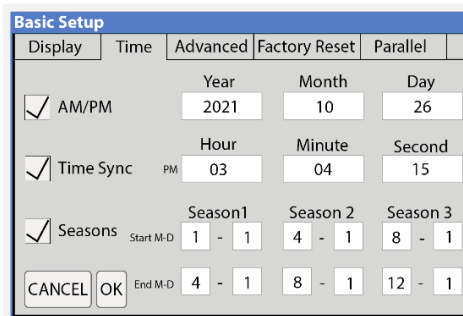 Basic Setup
Display Time Advanced Factory Reset Parallel
Year Month Day
AM/PM 2021 10 26
Hour Minute Second
Time Sync PM 03 04 15
Season1 Season 2 Season 3
Seasons Start M-D 1 - 1 4 - 1 8 - 1
CANCEL OK End M-D 4 - 1 8 - 1 12 - 1